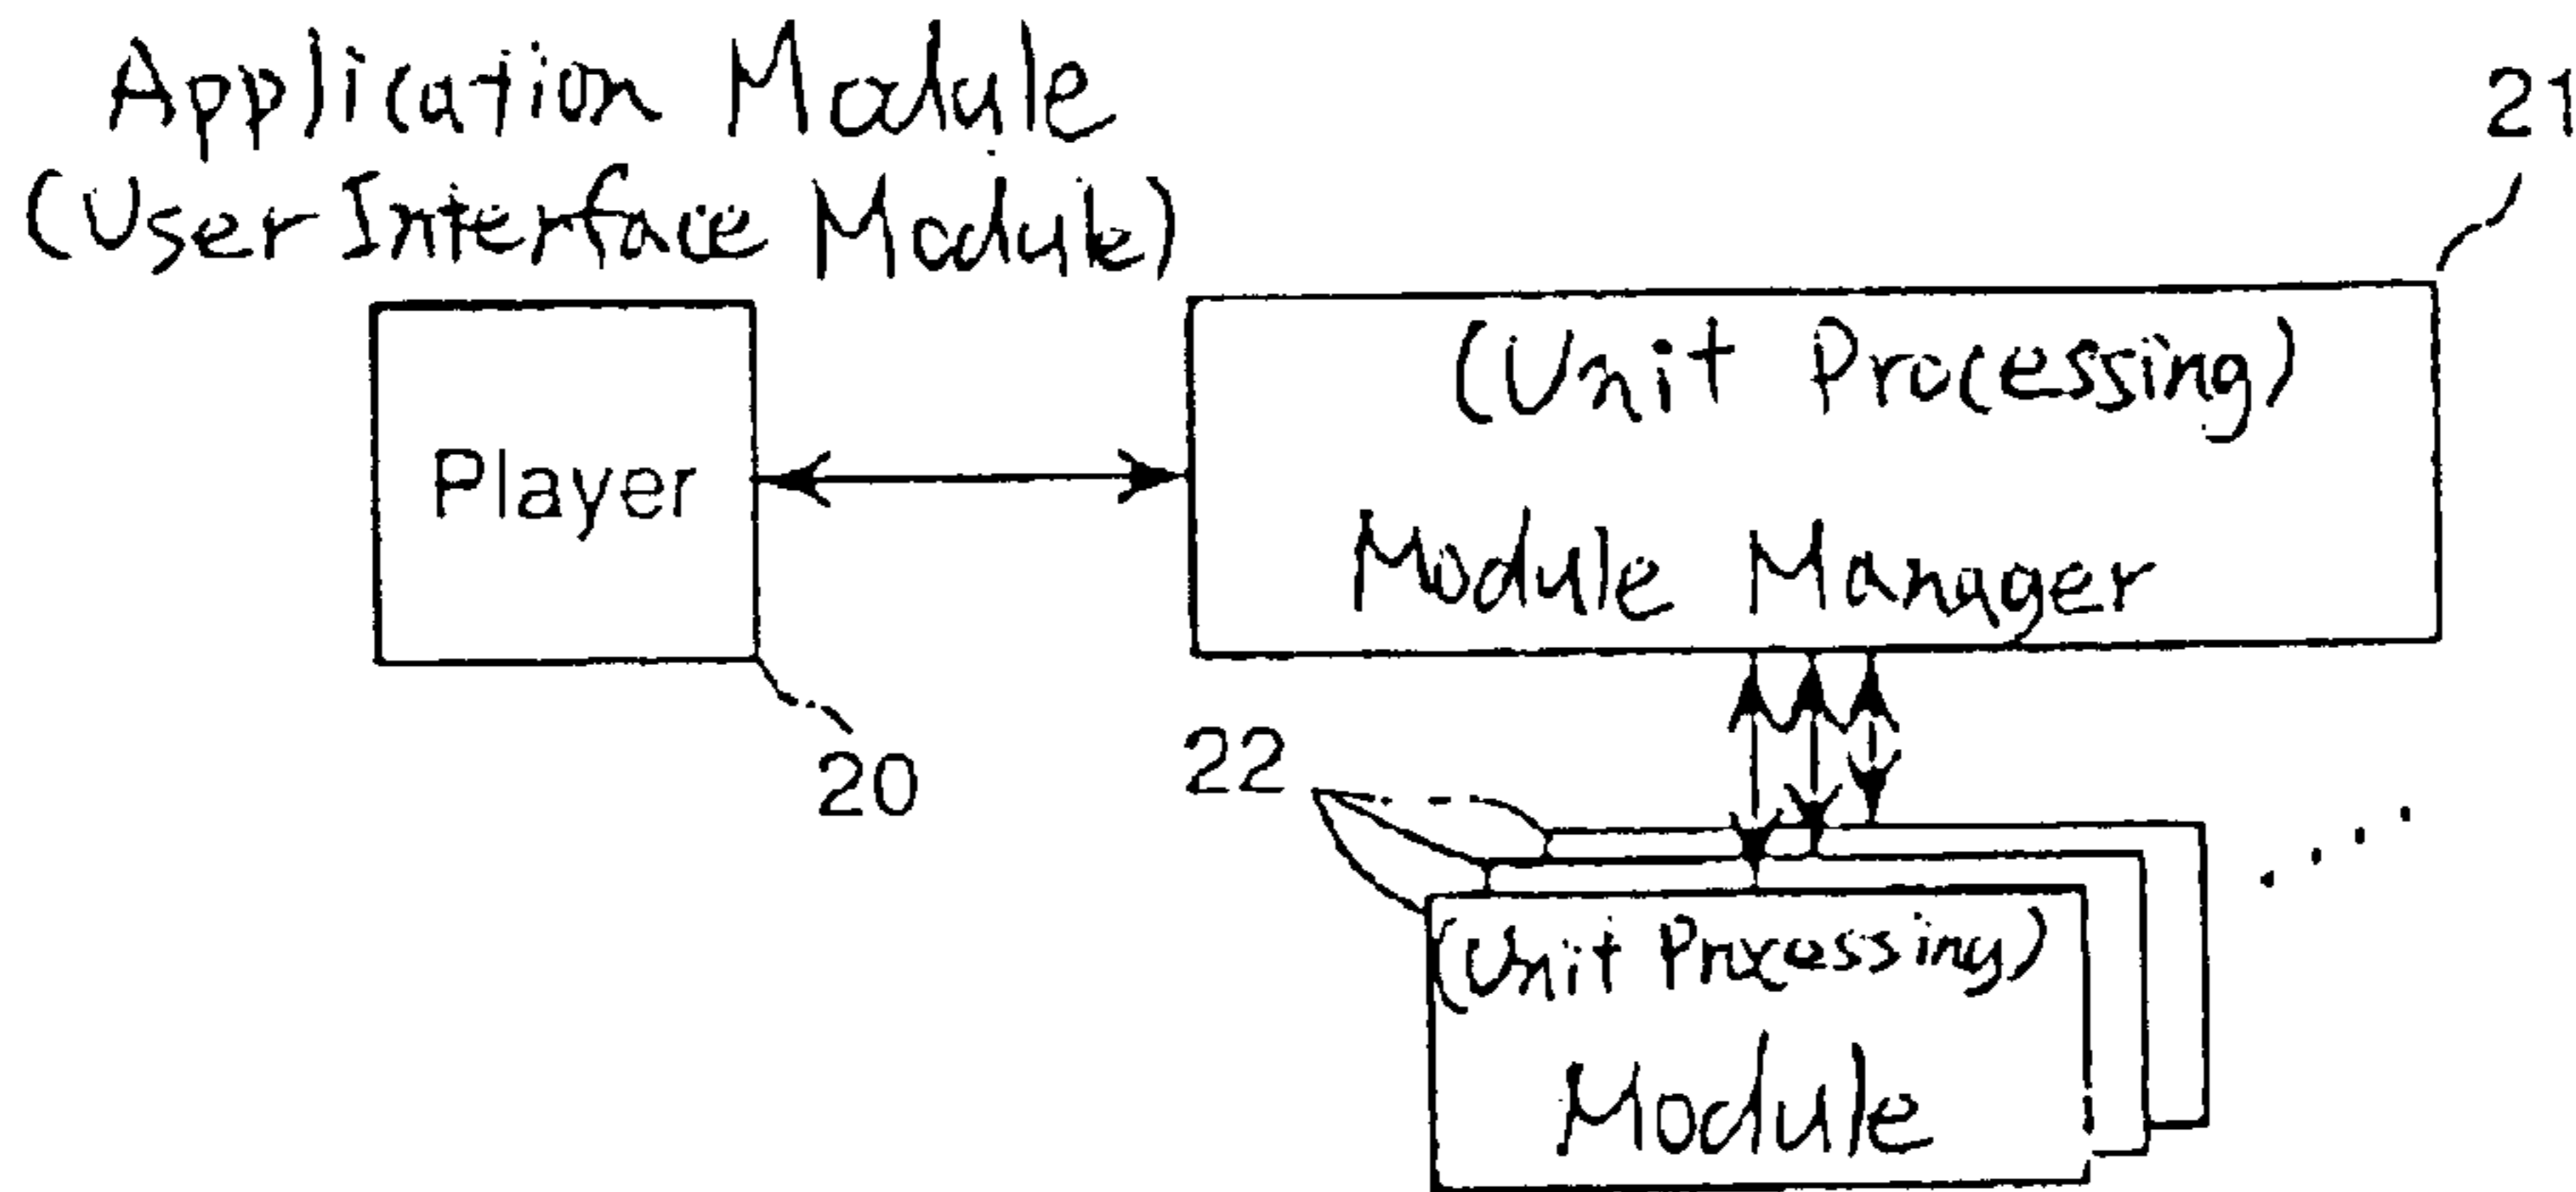 Application Module
(User Interface Module)
21
Player
(Unit Processing)
Module Manager
20
22
(Unit Processing)
Module